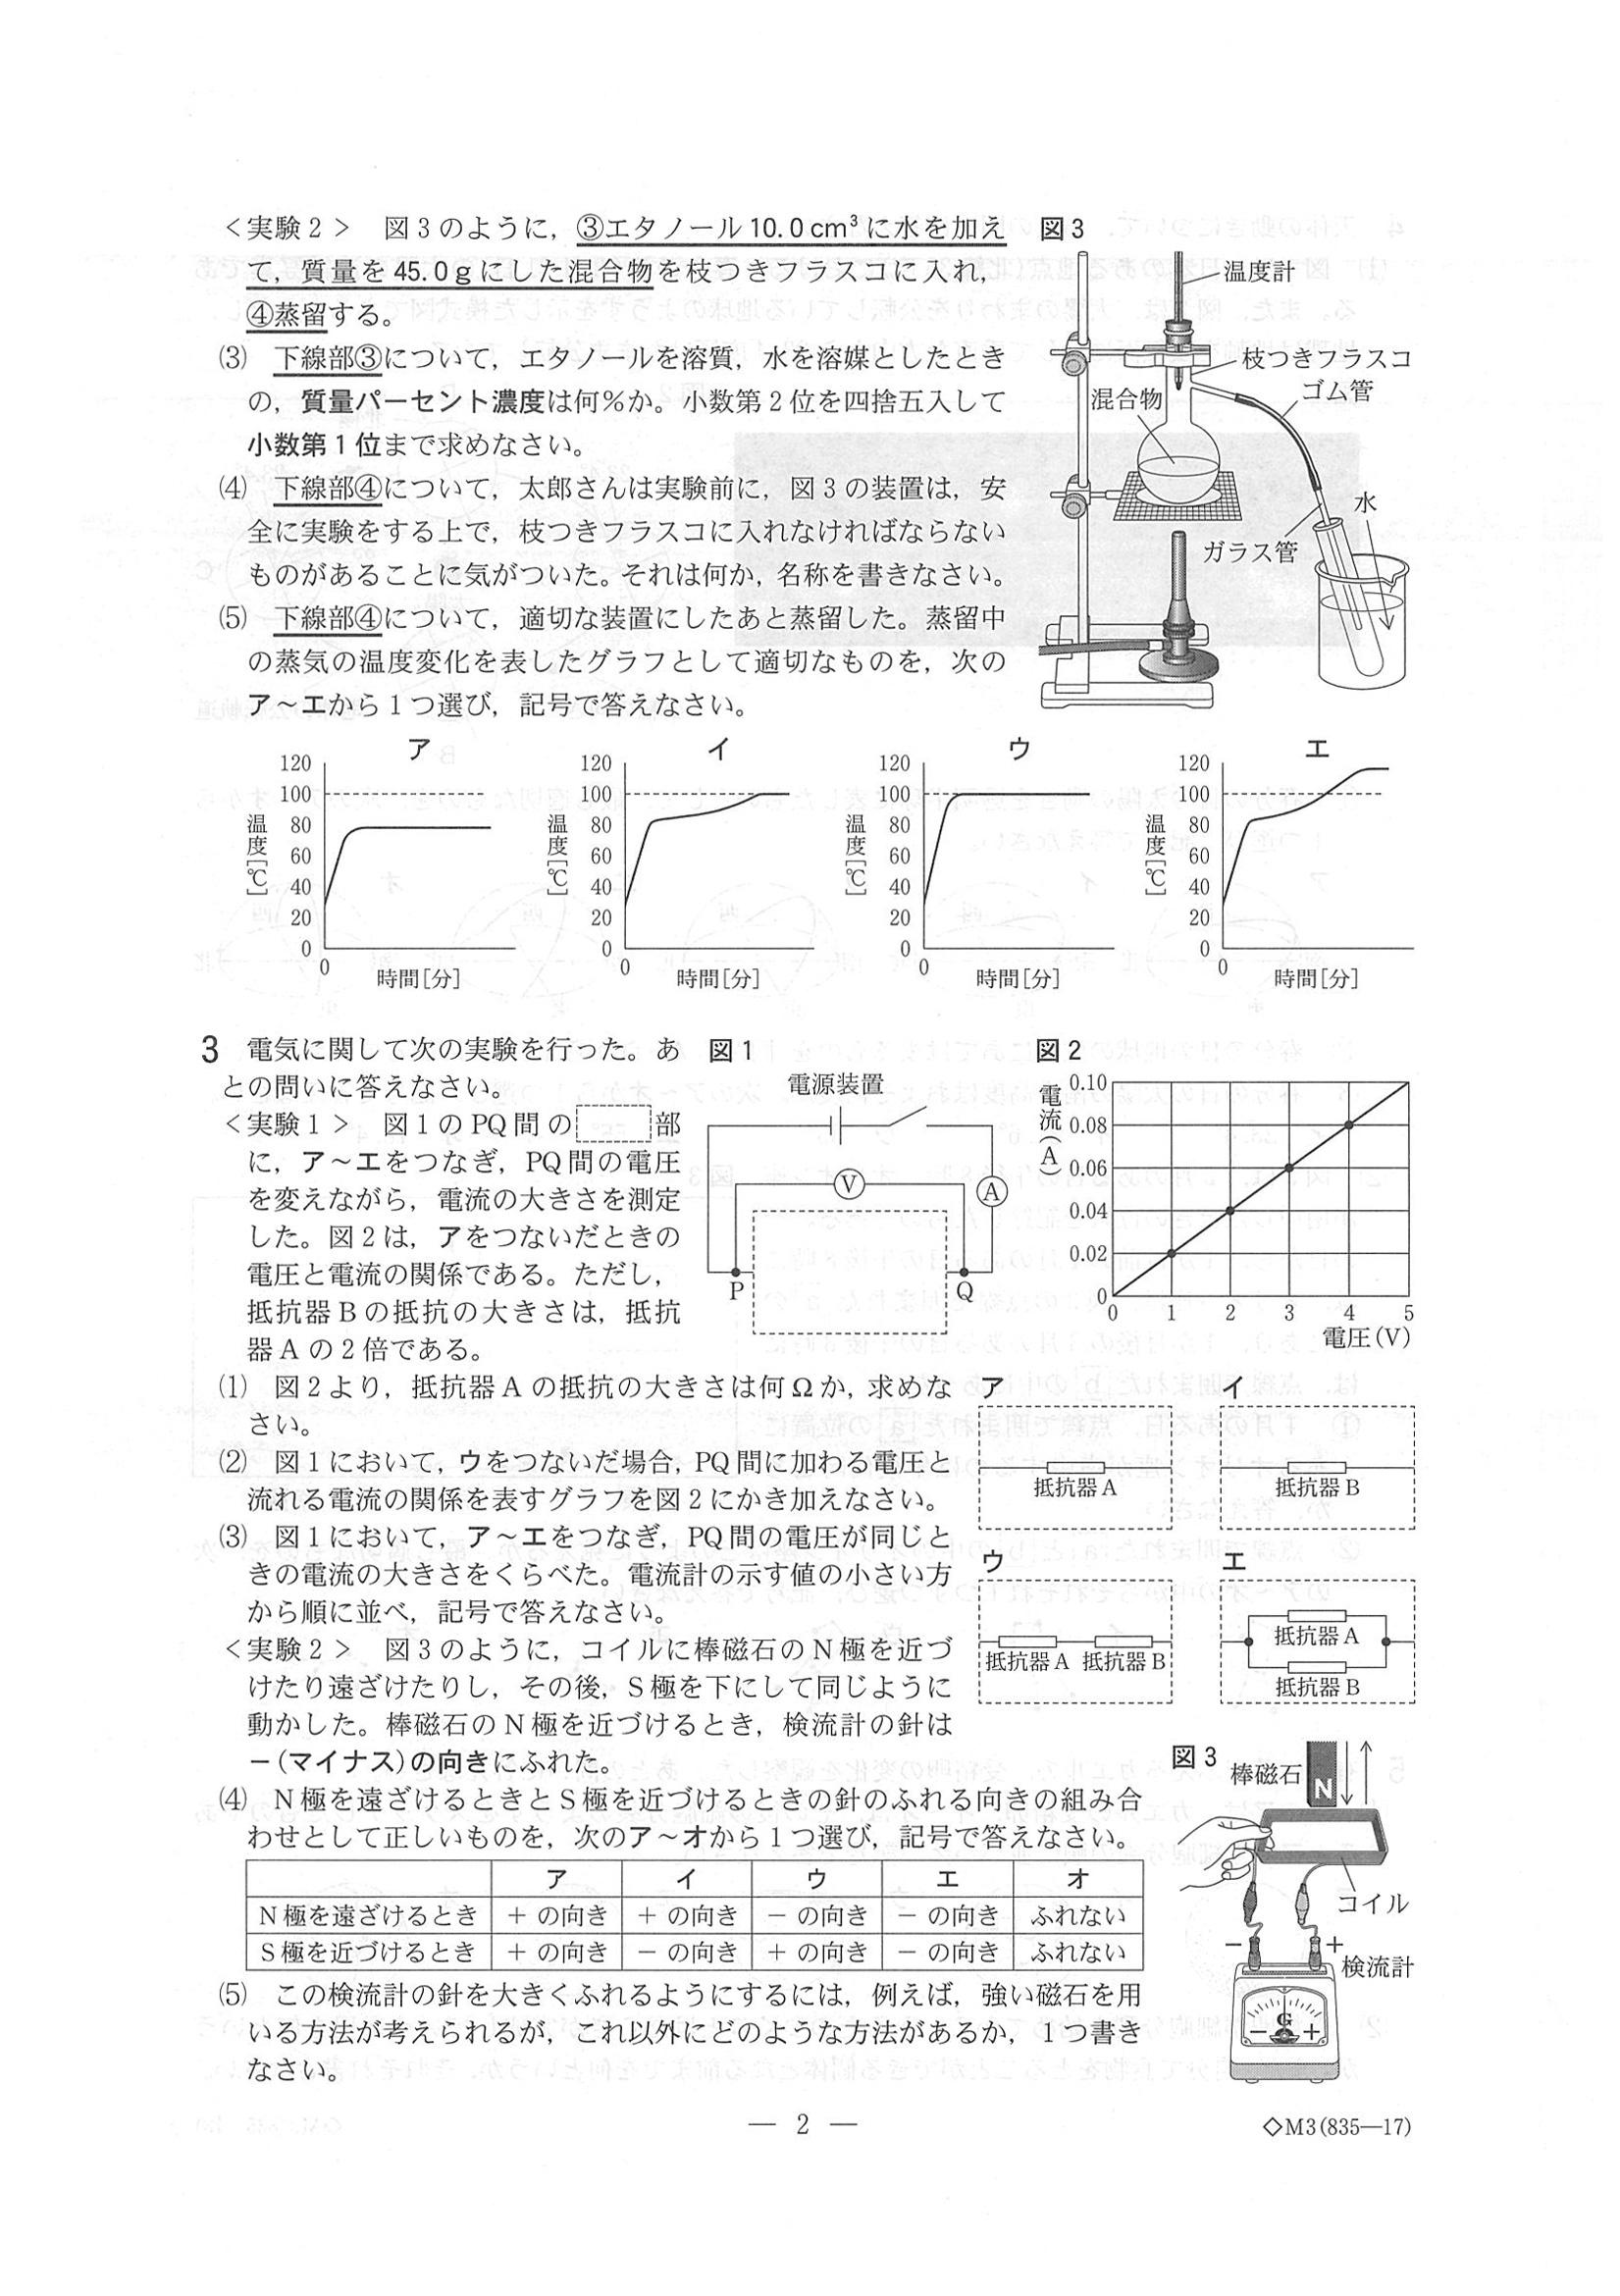 ＜実験２＞　図３のように，③エタノール10.0 cm³に水を加え
て，質量を45.0gにした混合物を枝つきフラスコに入れ，
④蒸留する。
⑶　下線部③について，エタノールを溶質，水を溶媒としたとき
の，質量パーセント濃度は何％か。小数第２位を四捨五入して
小数第１位まで求めなさい。
⑷　下線部④について，太郎さんは実験前に，図３の装置は，安
全に実験をする上で，枝つきフラスコに入れなければならない
ものがあることに気がついた。それは何か，名称を書きなさい。
⑸　下線部④について，適切な装置にしたあと蒸留した。蒸留中
の蒸気の温度変化を表したグラフとして適切なものを，次の
ア～エから１つ選び，記号で答えなさい。
図３
温度計
枝つきフラスコ
ゴム管
混合物
水
ガラス管
ア
120
100
80
60
40
20
0
温度[℃]
0
時間[分]
イ
120
100
80
60
40
20
0
温度[℃]
0
時間[分]
ウ
120
100
80
60
40
20
0
温度[℃]
0
時間[分]
エ
120
100
80
60
40
20
0
温度[℃]
0
時間[分]
３　電気に関して次の実験を行った。あ
との問いに答えなさい。
＜実験１＞　図１のPQ間の　部
に，ア～エをつなぎ，PQ間の電圧
を変えながら，電流の大きさを測定
した。図２は，アをつないだときの
電圧と電流の関係である。ただし，
抵抗器Ｂの抵抗の大きさは，抵抗
器Ａの２倍である。
図１
電源装置
V
A
P
Q
図２
電流(A)
0.10
0.08
0.06
0.04
0.02
0
0 1 2 3 4 5
電圧(V)
⑴　図２より，抵抗器Ａの抵抗の大きさは何Ωか，求めな
さい。
⑵　図１において，ウをつないだ場合，PQ間に加わる電圧と
流れる電流の関係を表すグラフを図２にかき加えなさい。
⑶　図１において，ア～エをつなぎ，PQ間の電圧が同じと
きの電流の大きさをくらべた。電流計の示す値の小さい方
から順に並べ，記号で答えなさい。
ア
抵抗器Ａ
イ
抵抗器Ｂ
ウ
抵抗器Ａ 抵抗器Ｂ
エ
抵抗器Ａ
抵抗器Ｂ
＜実験２＞　図３のように，コイルに棒磁石のＮ極を近づ
けたり遠ざけたりし，その後，Ｓ極を下にして同じように
動かした。棒磁石のＮ極を近づけるとき，検流計の針は
－(マイナス)の向きにふれた。
⑷　Ｎ極を遠ざけるときとＳ極を近づけるときの針のふれる向きの組み合
わせとして正しいものを，次のア～オから１つ選び，記号で答えなさい。
ア　イ　ウ　エ　オ
Ｎ極を遠ざけるとき　＋の向き　＋の向き　－の向き　－の向き　ふれない
Ｓ極を近づけるとき　＋の向き　－の向き　＋の向き　－の向き　ふれない
⑸　この検流計の針を大きくふれるようにするには，例えば，強い磁石を用
いる方法が考えられるが，これ以外にどのような方法があるか，１つ書き
なさい。
図３
棒磁石
N
コイル
－
＋
検流計
G
－ ＋
― 2 ―
◇M3(835―17)